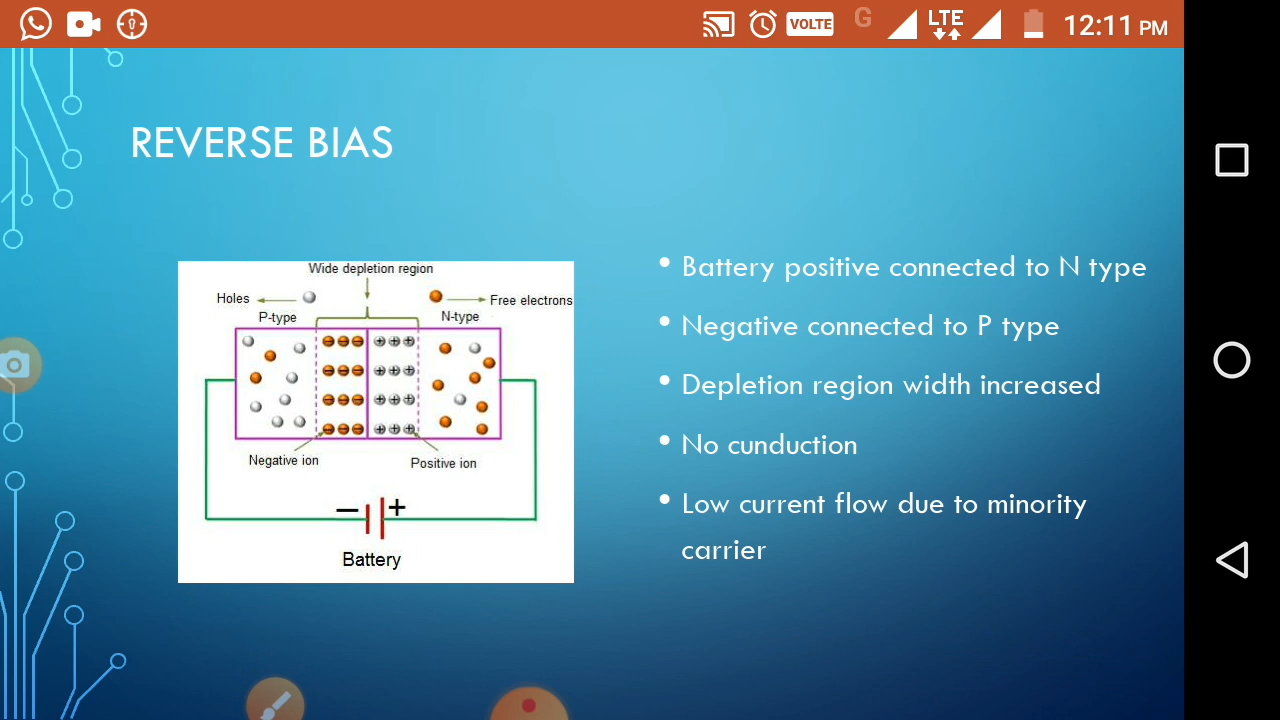 VOLTE
G
LTE
12:11 PM
REVERSE BIAS
Wide depletion region
Holes
Free electrons
P-type
N-type
Negative ion
Positive ion
– +
Battery
• Battery positive connected to N type
• Negative connected to P type
• Depletion region width increased
• No cunduction
• Low current flow due to minority
carrier